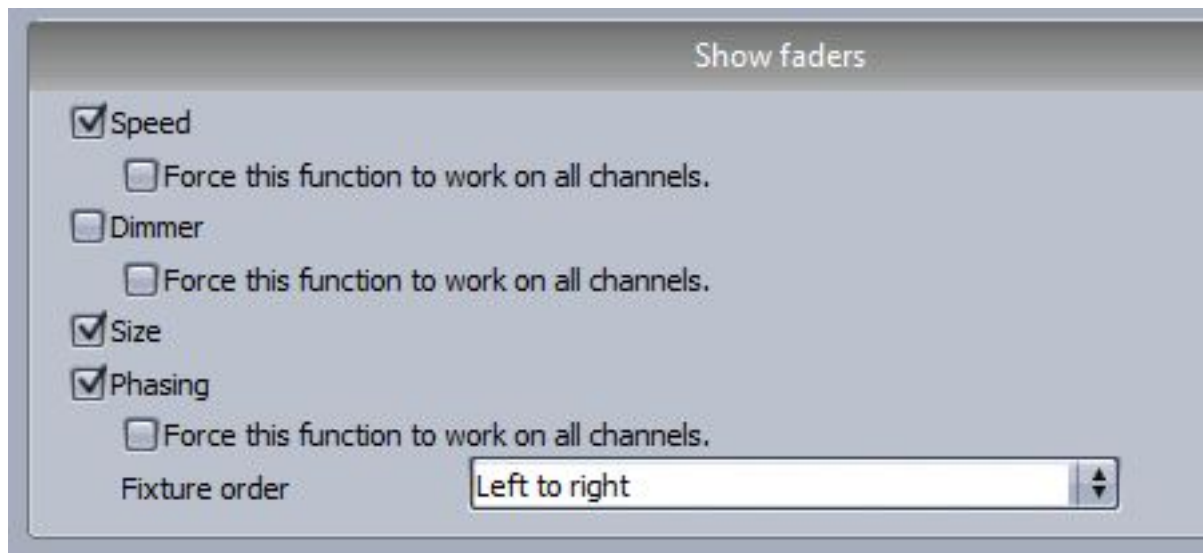 Show faders
Speed
Force this function to work on all channels.
Dimmer
Force this function to work on all channels.
Size
Phasing
Force this function to work on all channels.
Fixture order Left to right